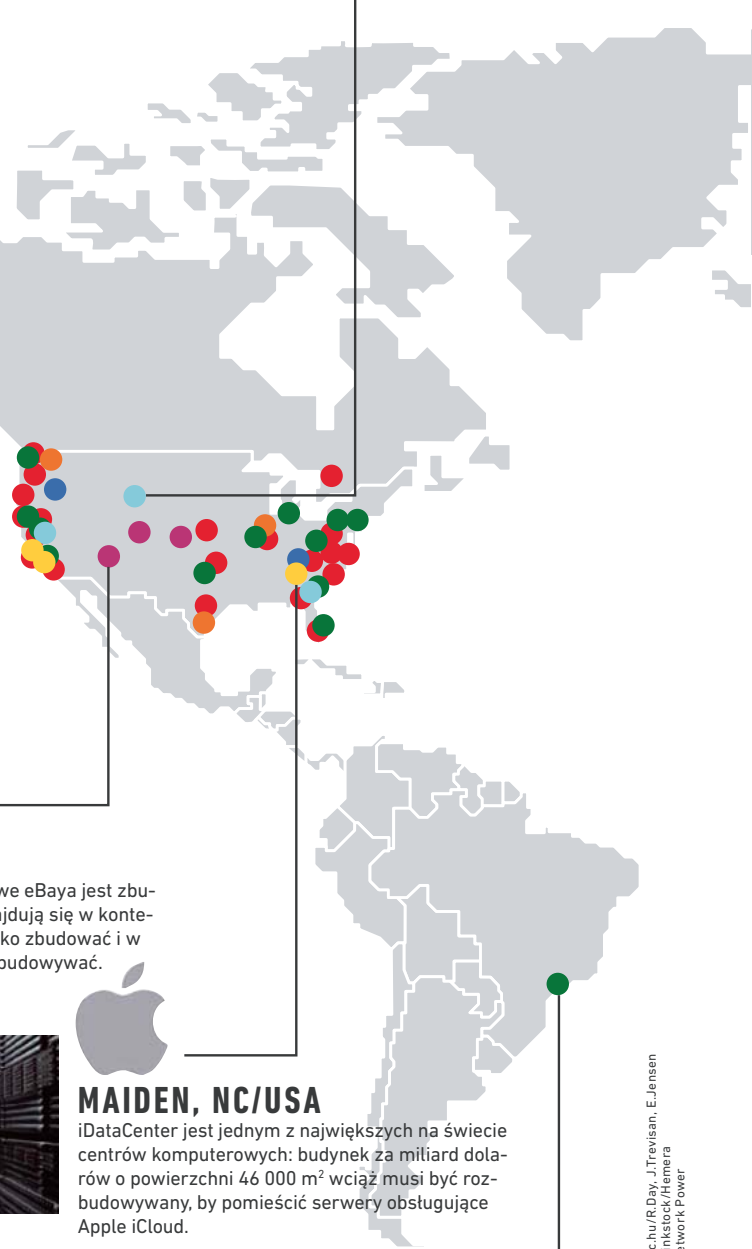 we eBaya jest zbu-
jdują się w konte-
ko zbudować i w
budowywać.
MAIDEN, NC/USA
iDataCenter jest jednym z największych na świecie
centrów komputerowych: budynek za miliard dola-
rów o powierzchni 46 000 m² wciąż musi być roz-
budowywany, by pomieścić serwery obsługujące
Apple iCloud.
c.hu/R.Day, J.Trevisan, E.Jensen
inkstock/Hemera
etwork Power